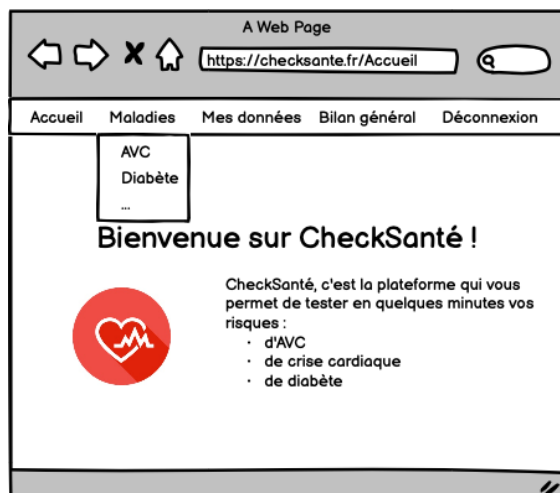 A Web Page
https://checksante.fr/Accueil
Accueil Maladies Mes données Bilan général Déconnexion
AVC
Diabète
...
Bienvenue sur CheckSanté !
CheckSanté, c'est la plateforme qui vous
permet de tester en quelques minutes vos
risques :
· d'AVC
· de crise cardiaque
· de diabète